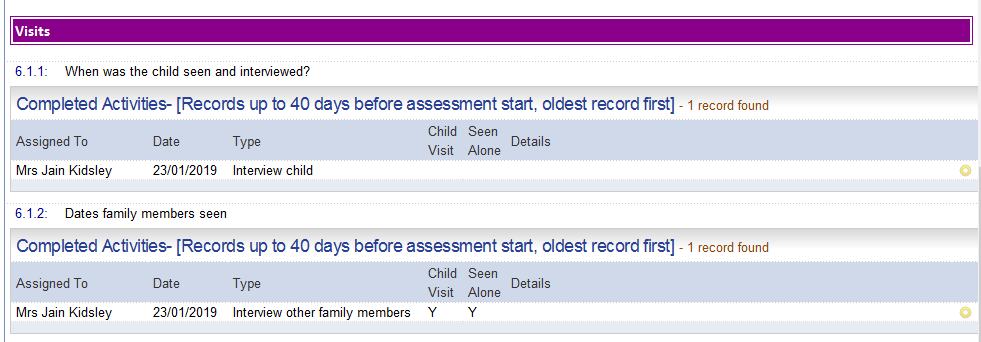 Visits
6.1.1: When was the child seen and interviewed?
Completed Activities- [Records up to 40 days before assessment start, oldest record first] - 1 record found
Assigned To Date Type Child Visit Seen Alone Details
Mrs Jain Kidsley 23/01/2019 Interview child
6.1.2: Dates family members seen
Completed Activities- [Records up to 40 days before assessment start, oldest record first] - 1 record found
Assigned To Date Type Child Visit Seen Alone Details
Mrs Jain Kidsley 23/01/2019 Interview other family members Y Y